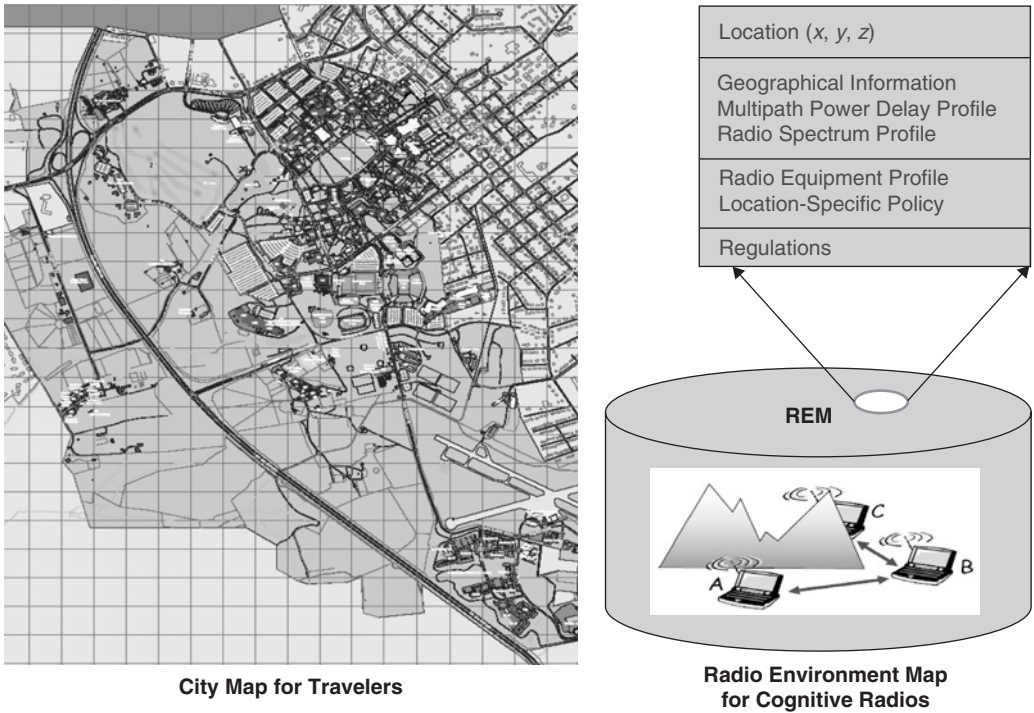 Location (x, y, z)
Geographical Information
Multipath Power Delay Profile
Radio Spectrum Profile
Radio Equipment Profile
Location-Specific Policy
Regulations
REM
C
B
A
City Map for Travelers
Radio Environment Map
for Cognitive Radios